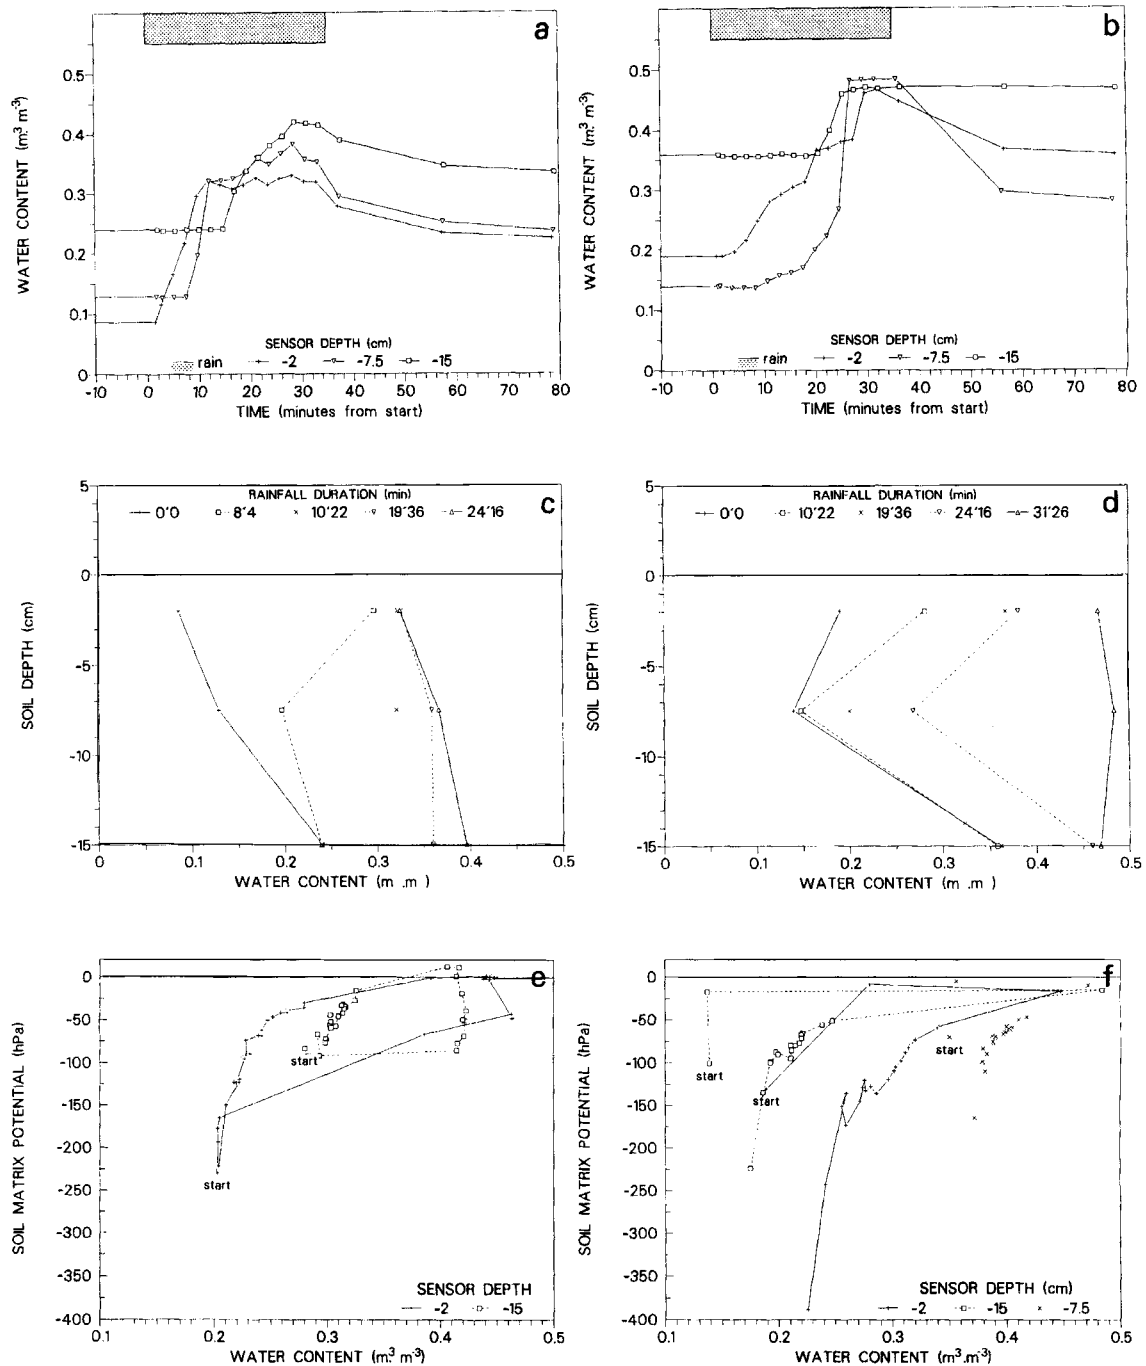 a
0.5
0.4
0.3
0.2
0.1
0
WATER CONTENT (m³.m⁻³)
SENSOR DEPTH (cm)
rain -2 -7.5 -15
-10 0 10 20 30 40 50 60 70 80
TIME (minutes from start)
b
0.5
0.4
0.3
0.2
0.1
0
WATER CONTENT (m³.m⁻³)
SENSOR DEPTH (cm)
rain -2 -7.5 -15
-10 0 10 20 30 40 50 60 70 80
TIME (minutes from start)
c
RAINFALL DURATION (min)
0'0 8'4 10'22 19'36 24'16
5
0
-5
-10
-15
SOIL DEPTH (cm)
0 0.1 0.2 0.3 0.4 0.5
WATER CONTENT (m .m )
d
RAINFALL DURATION (min)
0'0 10'22 19'36 24'16 31'26
5
0
-5
-10
-15
SOIL DEPTH (cm)
0 0.1 0.2 0.3 0.4 0.5
WATER CONTENT (m .m )
e
0
-50
-100
-150
-200
-250
-300
-350
-400
SOIL MATRIX POTENTIAL (hPa)
start
start
SENSOR DEPTH
-2 -15
0.1 0.2 0.3 0.4 0.5
WATER CONTENT (m³.m⁻³)
f
0
-50
-100
-150
-200
-250
-300
-350
-400
SOIL MATRIX POTENTIAL (hPa)
start
start
start
SENSOR DEPTH (cm)
-2 -15 -7.5
0.1 0.2 0.3 0.4 0.5
WATER CONTENT (m³.m⁻³)